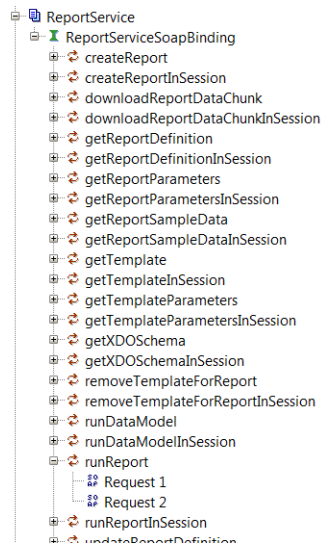 ReportService
ReportServiceSoapBinding
createReport
createReportInSession
downloadReportDataChunk
downloadReportDataChunkInSession
getReportDefinition
getReportDefinitionInSession
getReportParameters
getReportParametersInSession
getReportSampleData
getReportSampleDataInSession
getTemplate
getTemplateInSession
getTemplateParameters
getTemplateParametersInSession
getXDOSchema
getXDOSchemaInSession
removeTemplateForReport
removeTemplateForReportInSession
runDataModel
runDataModelInSession
runReport
Request 1
Request 2
runReportInSession
updateReportDefinition